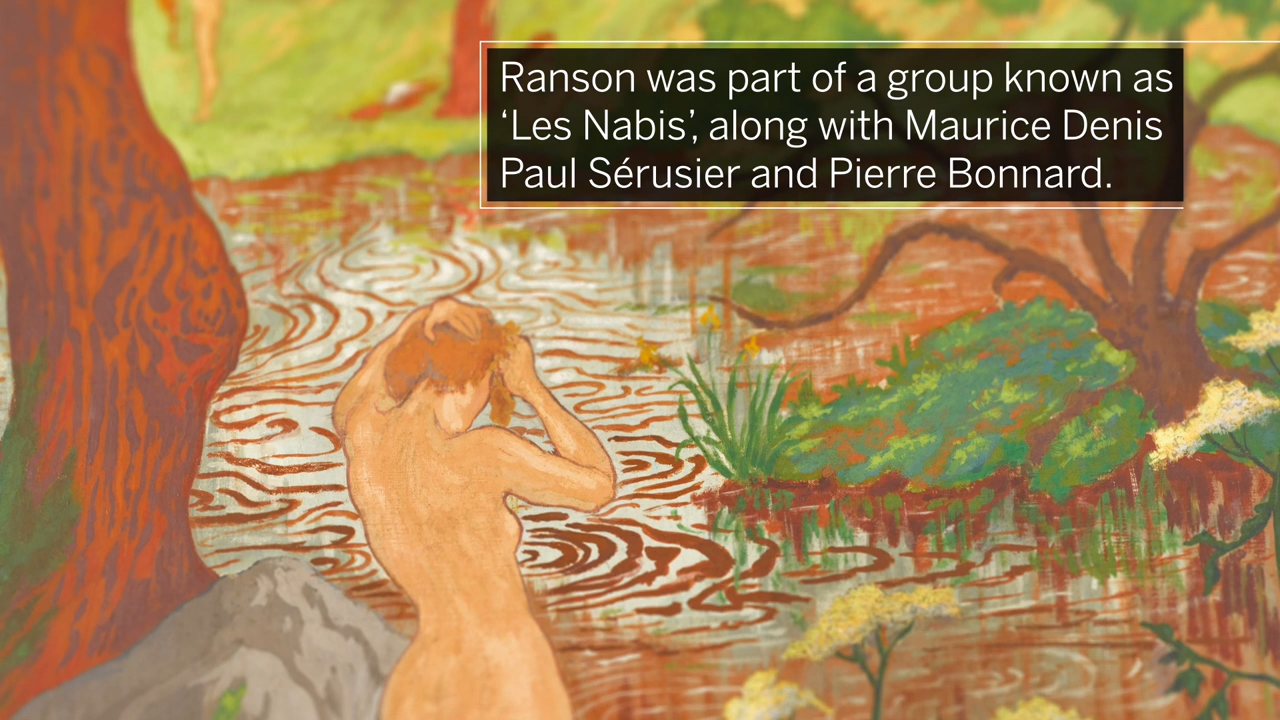 Ranson was part of a group known as
‘Les Nabis’, along with Maurice Denis
Paul Sérusier and Pierre Bonnard.